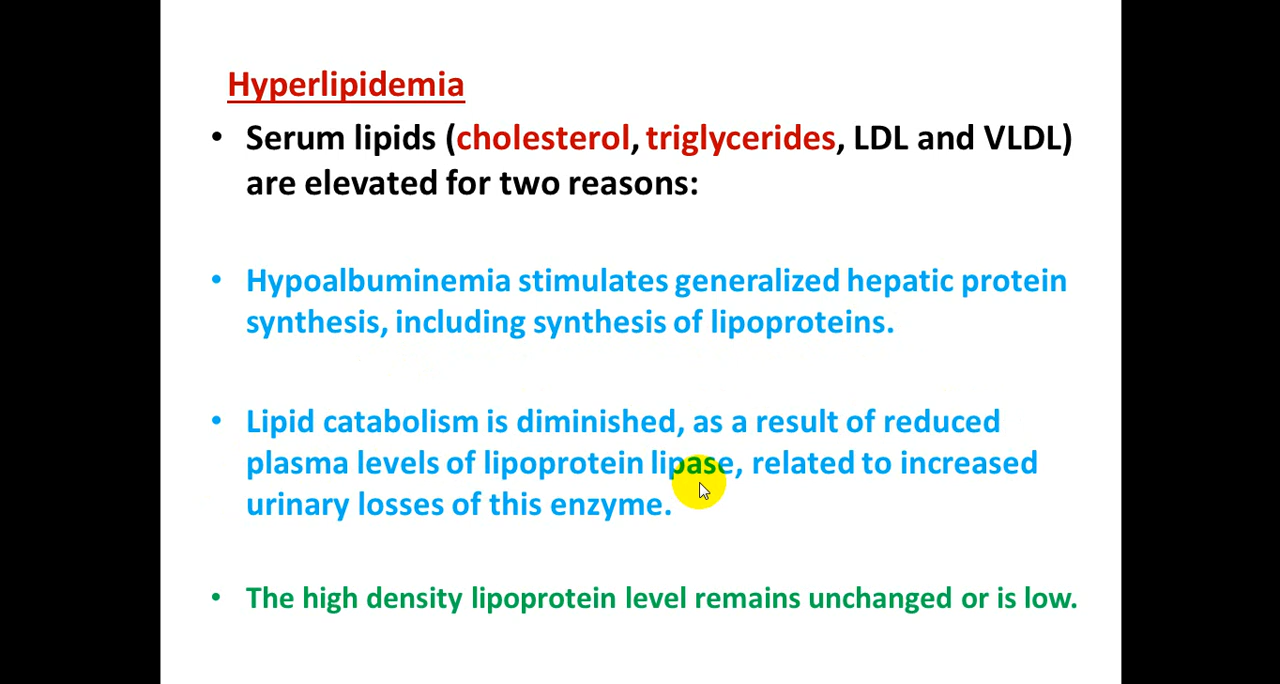 Hyperlipidemia
• Serum lipids (cholesterol, triglycerides, LDL and VLDL)
are elevated for two reasons:
• Hypoalbuminemia stimulates generalized hepatic protein
synthesis, including synthesis of lipoproteins.
• Lipid catabolism is diminished, as a result of reduced
plasma levels of lipoprotein lipase, related to increased
urinary losses of this enzyme.
• The high density lipoprotein level remains unchanged or is low.